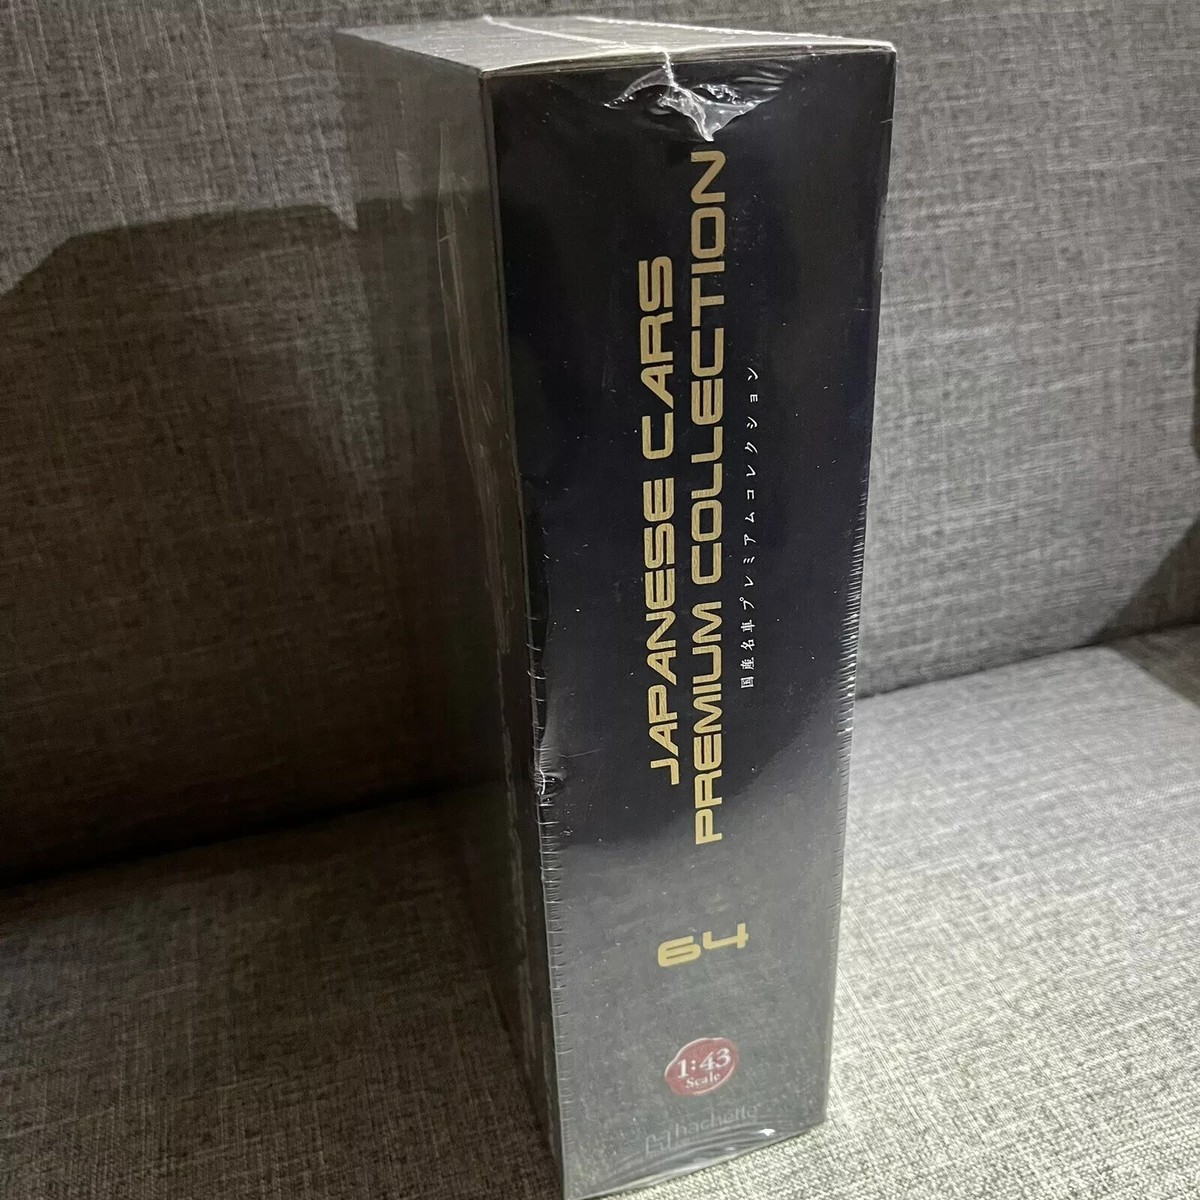 JAPANESE CARS
PREMIUM COLLECTION
国産名車プレミアムコレクション
64
1:43
Scale
hachette